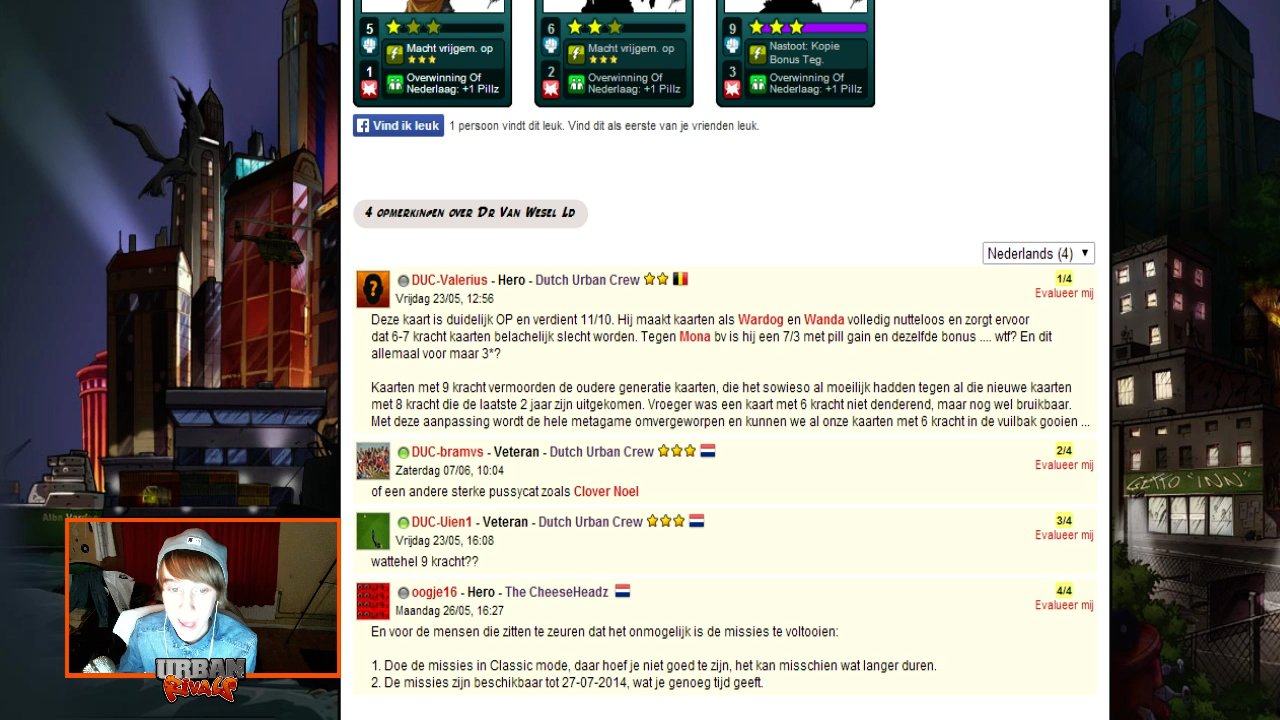 5
Macht vrijgem. op
1
Overwinning Of
Nederlaag: +1 Pillz
6
Macht vrijgem. op
2
Overwinning Of
Nederlaag: +1 Pillz
9
Nastoot: Kopie
Bonus Teg.
3
Overwinning Of
Nederlaag: +1 Pillz
Vind ik leuk 1 persoon vindt dit leuk. Vind dit als eerste van je vrienden leuk.
4 opmerkingen over Dr Van Wesel Ld
Nederlands (4) ▼
DUC-Valerius - Hero - Dutch Urban Crew 1/4
Vrijdag 23/05, 12:56 Evalueer mij
Deze kaart is duidelijk OP en verdient 11/10. Hij maakt kaarten als Wardog en Wanda volledig nutteloos en zorgt ervoor
dat 6-7 kracht kaarten belachelijk slecht worden. Tegen Mona bv is hij een 7/3 met pill gain en dezelfde bonus .... wtf? En dit
allemaal voor maar 3*?
Kaarten met 9 kracht vermoorden de oudere generatie kaarten, die het sowieso al moeilijk hadden tegen al die nieuwe kaarten
met 8 kracht die de laatste 2 jaar zijn uitgekomen. Vroeger was een kaart met 6 kracht niet denderend, maar nog wel bruikbaar.
Met deze aanpassing wordt de hele metagame omvergeworpen en kunnen we al onze kaarten met 6 kracht in de vuilbak gooien ...
DUC-bramvs - Veteran - Dutch Urban Crew 2/4
Zaterdag 07/06, 10:04 Evalueer mij
of een andere sterke pussycat zoals Clover Noel
DUC-Uien1 - Veteran - Dutch Urban Crew 3/4
Vrijdag 23/05, 16:08 Evalueer mij
wattehel 9 kracht??
oogje16 - Hero - The CheeseHeadz 4/4
Maandag 26/05, 16:27 Evalueer mij
En voor de mensen die zitten te zeuren dat het onmogelijk is de missies te voltooien:
1. Doe de missies in Classic mode, daar hoef je niet goed te zijn, het kan misschien wat langer duren.
2. De missies zijn beschikbaar tot 27-07-2014, wat je genoeg tijd geeft.
GETTO "INN"
URBAN
RIVALS